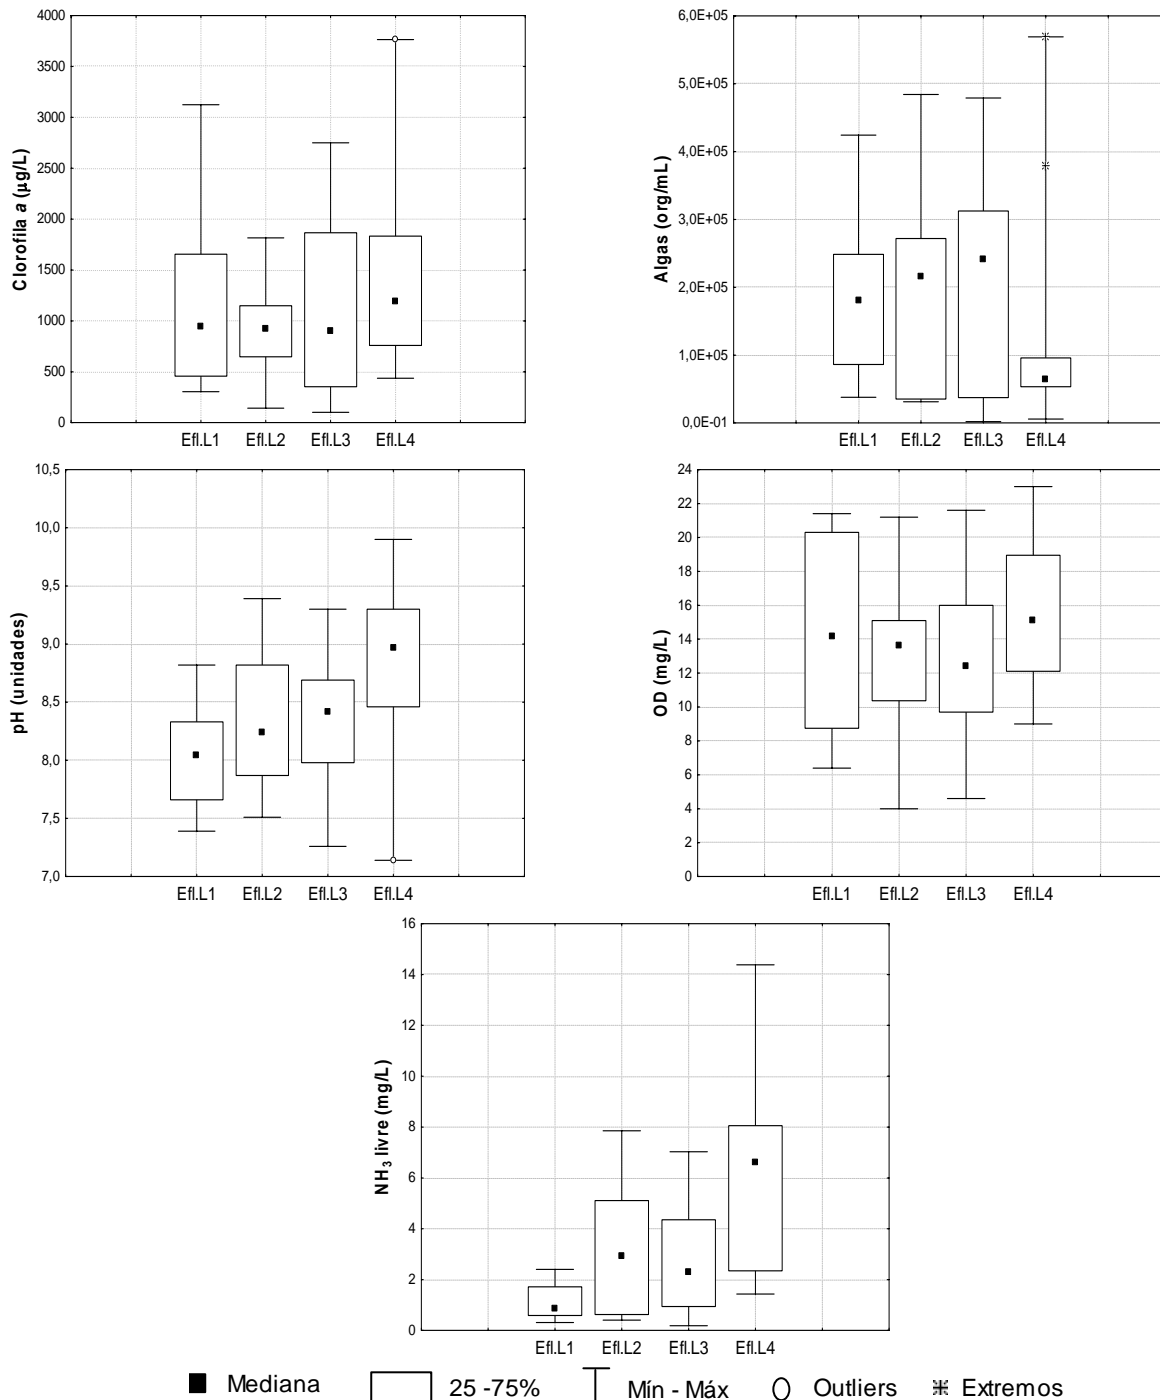 Clorofila a (µg/L)
4000
3500
3000
2500
2000
1500
1000
500
0
Efl.L1 Efl.L2 Efl.L3 Efl.L4
Algas (org/mL)
6,0E+05
5,0E+05
4,0E+05
3,0E+05
2,0E+05
1,0E+05
0,0E-01
Efl.L1 Efl.L2 Efl.L3 Efl.L4
pH (unidades)
10,5
10,0
9,5
9,0
8,5
8,0
7,5
7,0
Efl.L1 Efl.L2 Efl.L3 Efl.L4
OD (mg/L)
24
22
20
18
16
14
12
10
8
6
4
2
0
Efl.L1 Efl.L2 Efl.L3 Efl.L4
NH₃ livre (mg/L)
16
14
12
10
8
6
4
2
0
Efl.L1 Efl.L2 Efl.L3 Efl.L4
Mediana 25 -75% Mín - Máx Outliers Extremos